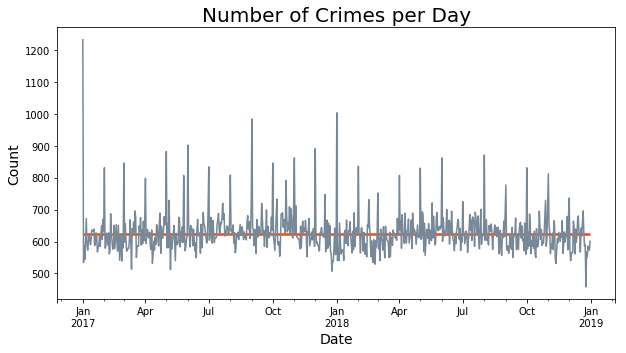 Number of Crimes per Day
1200
1100
1000
900
800
700
600
500
Count
Jan Apr Jul Oct Jan Apr Jul Oct Jan
2017 2018 2019
Date